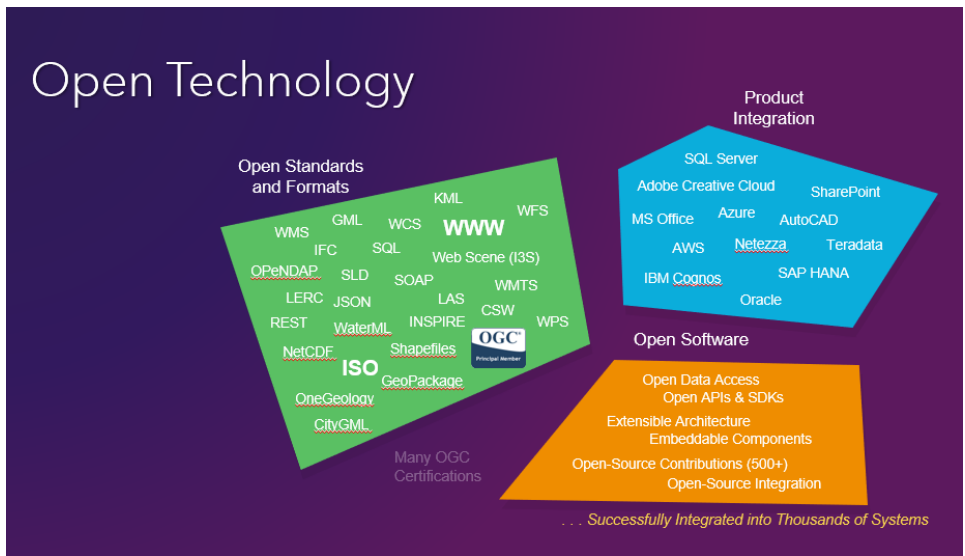 Open Technology
Open Standards
and Formats
KML
WFS
GML
WCS
WWW
WMS
IFC
SQL
Web Scene (I3S)
OPeNDAP
SLD
SOAP
WMTS
LERC
JSON
LAS
CSW
REST
WaterML
INSPIRE
WPS
OGC®
Principal Member
NetCDF
ISO
Shapefiles
GeoPackage
OneGeology
CityGML
Many OGC
Certifications
Product
Integration
SQL Server
Adobe Creative Cloud
SharePoint
MS Office
Azure
AutoCAD
AWS
Netezza
Teradata
IBM Cognos
SAP HANA
Oracle
Open Software
Open Data Access
Open APIs & SDKs
Extensible Architecture
Embeddable Components
Open-Source Contributions (500+)
Open-Source Integration
. . . Successfully Integrated into Thousands of Systems